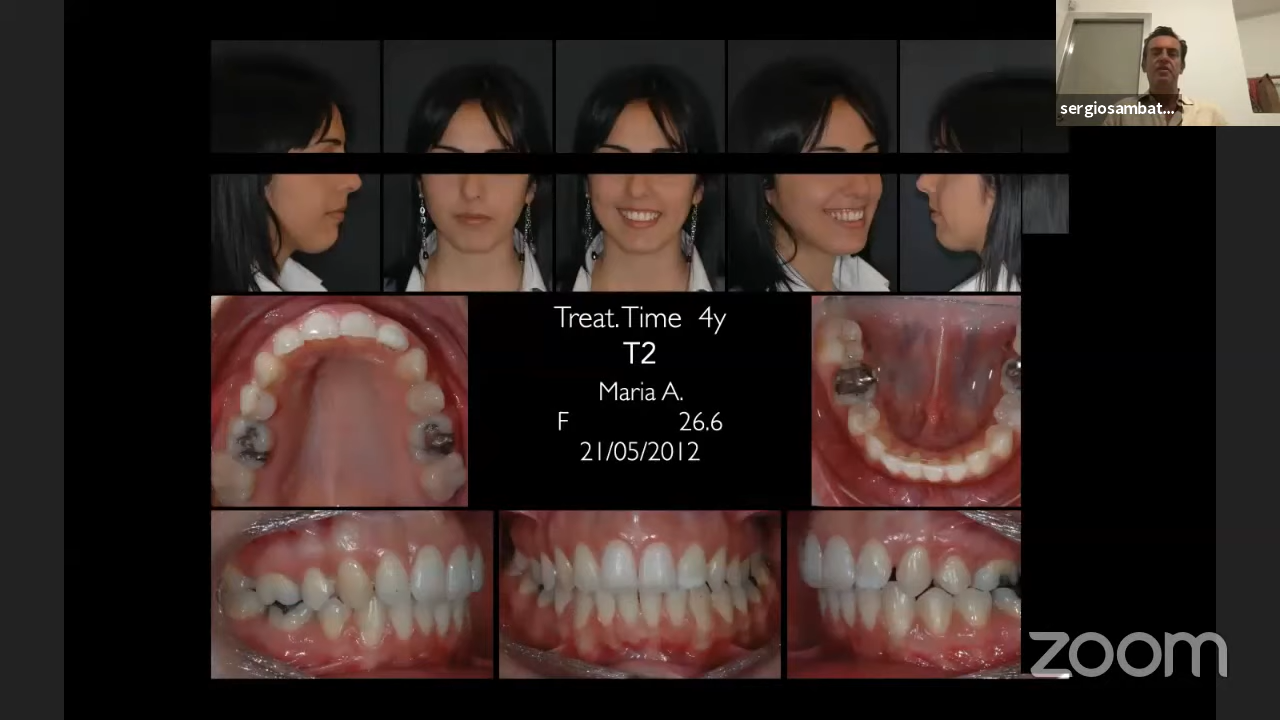 sergiosambat...
Treat.Time 4y
T2
Maria A.
F 26.6
21/05/2012
zoom